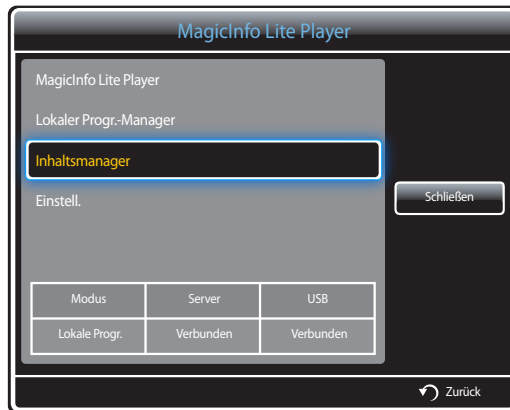 MagicInfo Lite Player
MagicInfo Lite Player
Lokaler Progr.-Manager
Inhaltsmanager
Einstell.
Schließen
Modus Server USB
Lokale Progr. Verbunden Verbunden
Zurück